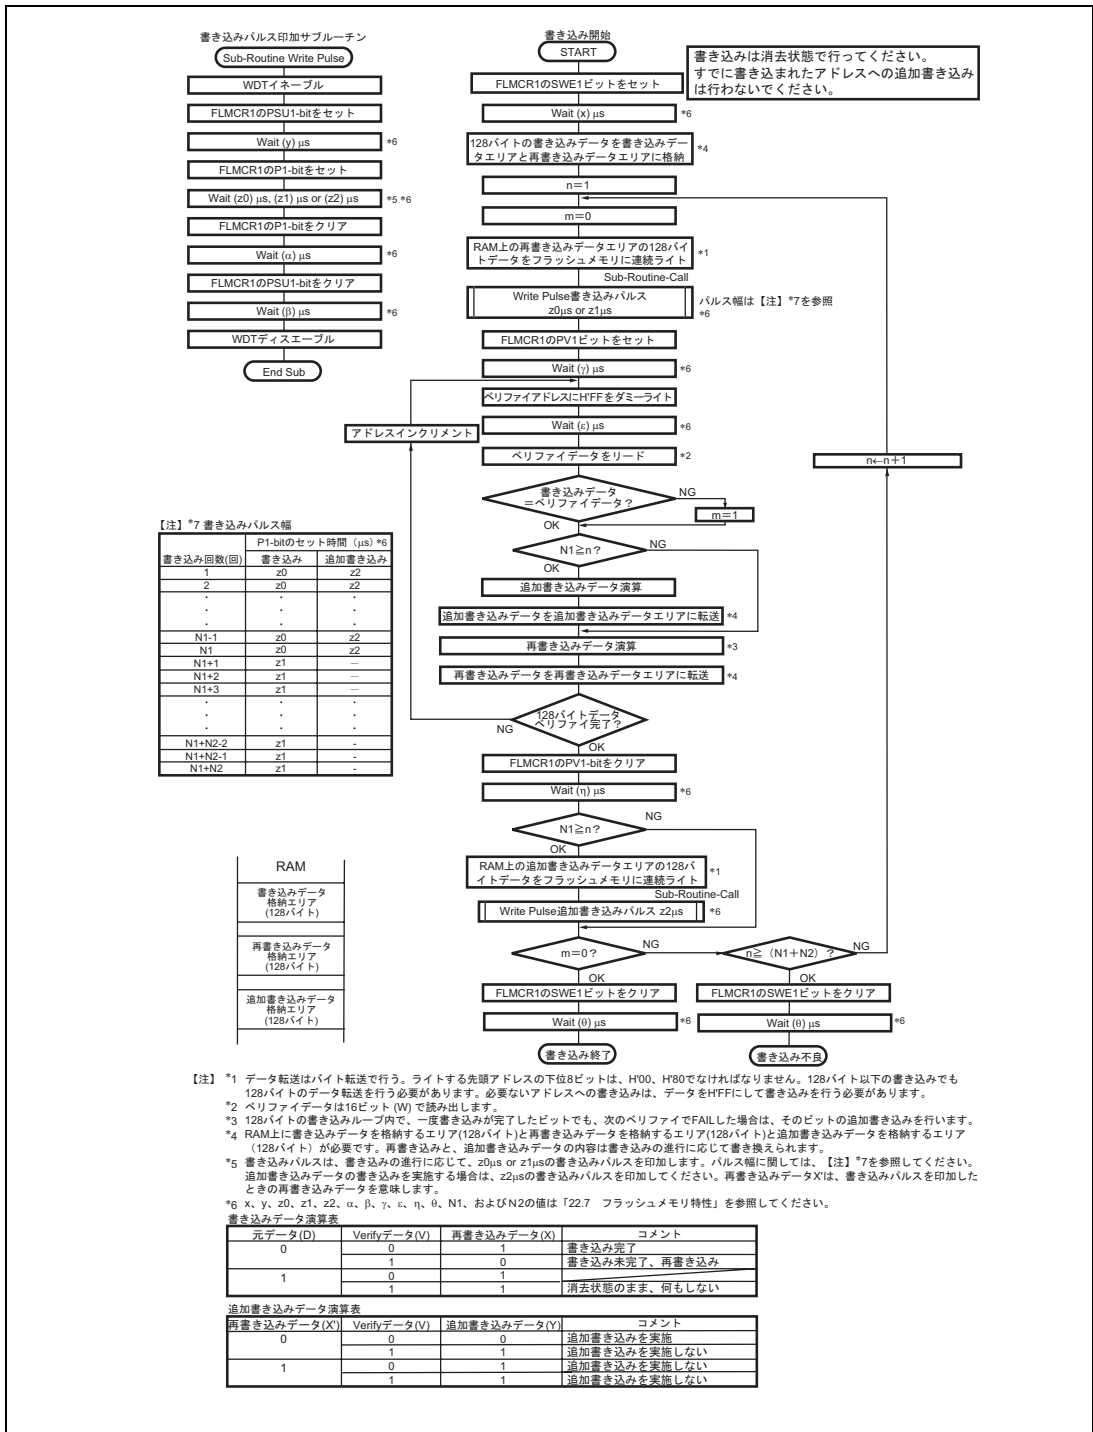 書き込みパルス印加サブルーチン
Sub-Routine Write Pulse
WDTイネーブル
FLMCR1のPSU1-bitをセット
Wait (y) μs *6
FLMCR1のP1-bitをセット
Wait (z0) μs, (z1) μs or (z2) μs *5 *6
FLMCR1のP1-bitをクリア
Wait (α) μs *6
FLMCR1のPSU1-bitをクリア
Wait (β) μs *6
WDTディスエーブル
End Sub
書き込み開始
START
書き込みは消去状態で行ってください。
すでに書き込まれたアドレスへの追加書き込み
は行わないでください。
FLMCR1のSWE1ビットをセット
Wait (x) μs *6
128バイトの書き込みデータを書き込みデー
タエリアと再書き込みデータエリアに格納 *4
n=1
m=0
RAM上の再書き込みデータエリアの128バイ
トデータをフラッシュメモリに連続ライト *1
Sub-Routine-Call
Write Pulse書き込みパルス
z0μs or z1μs
パルス幅は【注】*7を参照
*6
FLMCR1のPV1ビットをセット
Wait (γ) μs *6
ベリファイアドレスにH'FFをダミーライト
Wait (ε) μs *6
アドレスインクリメント
ベリファイデータをリード *2
n←n+1
書き込みデータ
=ベリファイデータ?
NG
m=1
OK
N1≧n?
NG
OK
追加書き込みデータ演算
追加書き込みデータを追加書き込みデータエリアに転送 *4
再書き込みデータ演算 *3
再書き込みデータを再書き込みデータエリアに転送 *4
128バイトデータ
ベリファイ完了?
NG
OK
FLMCR1のPV1-bitをクリア
Wait (η) μs *6
N1≧n?
NG
OK
RAM上の追加書き込みデータエリアの128バ
イトデータをフラッシュメモリに連続ライト *1
Sub-Routine-Call
Write Pulse追加書き込みパルス z2μs *6
m=0?
NG
n≧(N1+N2)?
NG
OK
OK
FLMCR1のSWE1ビットをクリア
FLMCR1のSWE1ビットをクリア
Wait (θ) μs *6
Wait (θ) μs *6
書き込み終了
書き込み不良
【注】*7 書き込みパルス幅
P1-bitのセット時間(μs)*6
書き込み回数(回) 書き込み 追加書き込み
1 z0 z2
2 z0 z2
・ ・ ・
・ ・ ・
・ ・ ・
N1-1 z0 z2
N1 z0 z2
N1+1 z1 －
N1+2 z1 －
N1+3 z1 －
・ ・ ・
・ ・ ・
・ ・ ・
N1+N2-2 z1 -
N1+N2-1 z1 -
N1+N2 z1 -
RAM
書き込みデータ
格納エリア
(128バイト)
再書き込みデータ
格納エリア
(128バイト)
追加書き込みデータ
格納エリア
(128バイト)
【注】 *1 データ転送はバイト転送で行う。ライトする先頭アドレスの下位8ビットは、H'00、H'80でなければなりません。128バイト以下の書き込みでも
128バイトのデータ転送を行う必要があります。必要ないアドレスへの書き込みは、データをH'FFにして書き込みを行う必要があります。
*2 ベリファイデータは16ビット (W) で読み出します。
*3 128バイトの書き込みループ内で、一度書き込みが完了したビットでも、次のベリファイでFAILした場合は、そのビットの追加書き込みを行います。
*4 RAM上に書き込みデータを格納するエリア(128バイト)と再書き込みデータを格納するエリア(128バイト)と追加書き込みデータを格納するエリア
(128バイト)が必要です。再書き込みと、追加書き込みデータの内容は書き込みの進行に応じて書き換えられます。
*5 書き込みパルスは、書き込みの進行に応じて、z0μs or z1μsの書き込みパルスを印加します。パルス幅に関しては、【注】*7を参照してください。
追加書き込みデータの書き込みを実施する場合は、z2μsの書き込みパルスを印加してください。再書き込みデータX'は、書き込みパルスを印加した
ときの再書き込みデータを意味します。
*6 x、y、z0、z1、z2、α、β、γ、ε、η、θ、N1、およびN2の値は「22.7 フラッシュメモリ特性」を参照してください。
書き込みデータ演算表
元データ(D) Verifyデータ(V) 再書き込みデータ(X) コメント
0 0 1 書き込み完了
1 0 書き込み未完了、再書き込み
1 0 1
1 1 消去状態のまま、何もしない
追加書き込みデータ演算表
再書き込みデータ(X') Verifyデータ(V) 追加書き込みデータ(Y) コメント
0 0 0 追加書き込みを実施
1 1 追加書き込みを実施しない
1 0 1 追加書き込みを実施しない
1 1 追加書き込みを実施しない